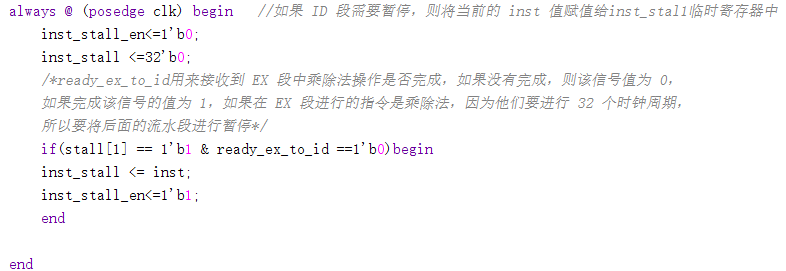 always @ (posedge clk) begin   //如果 ID 段需要暂停，则将当前的 inst 值赋值给inst_stall临时寄存器中
    inst_stall_en<=1'b0;
    inst_stall <=32'b0;
    /*ready_ex_to_id用来接收到 EX 段中乘除法操作是否完成，如果没有完成，则该信号值为 0，
    如果完成该信号的值为 1，如果在 EX 段进行的指令是乘除法，因为他们要进行 32 个时钟周期，
    所以要将后面的流水段进行暂停*/
    if(stall[1] == 1'b1 & ready_ex_to_id ==1'b0)begin
    inst_stall <= inst;
    inst_stall_en<=1'b1;
    end
end